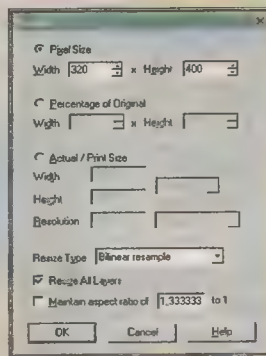 Pixel Size
Width 320 x Height 400
Percentage of Original
Width x Height
Actual / Print Size
Width
Height
Resolution
Resize Type Bilinear resample
Resize All Layers
Maintain aspect ratio of 1,333333 to 1
OK Cancel Help